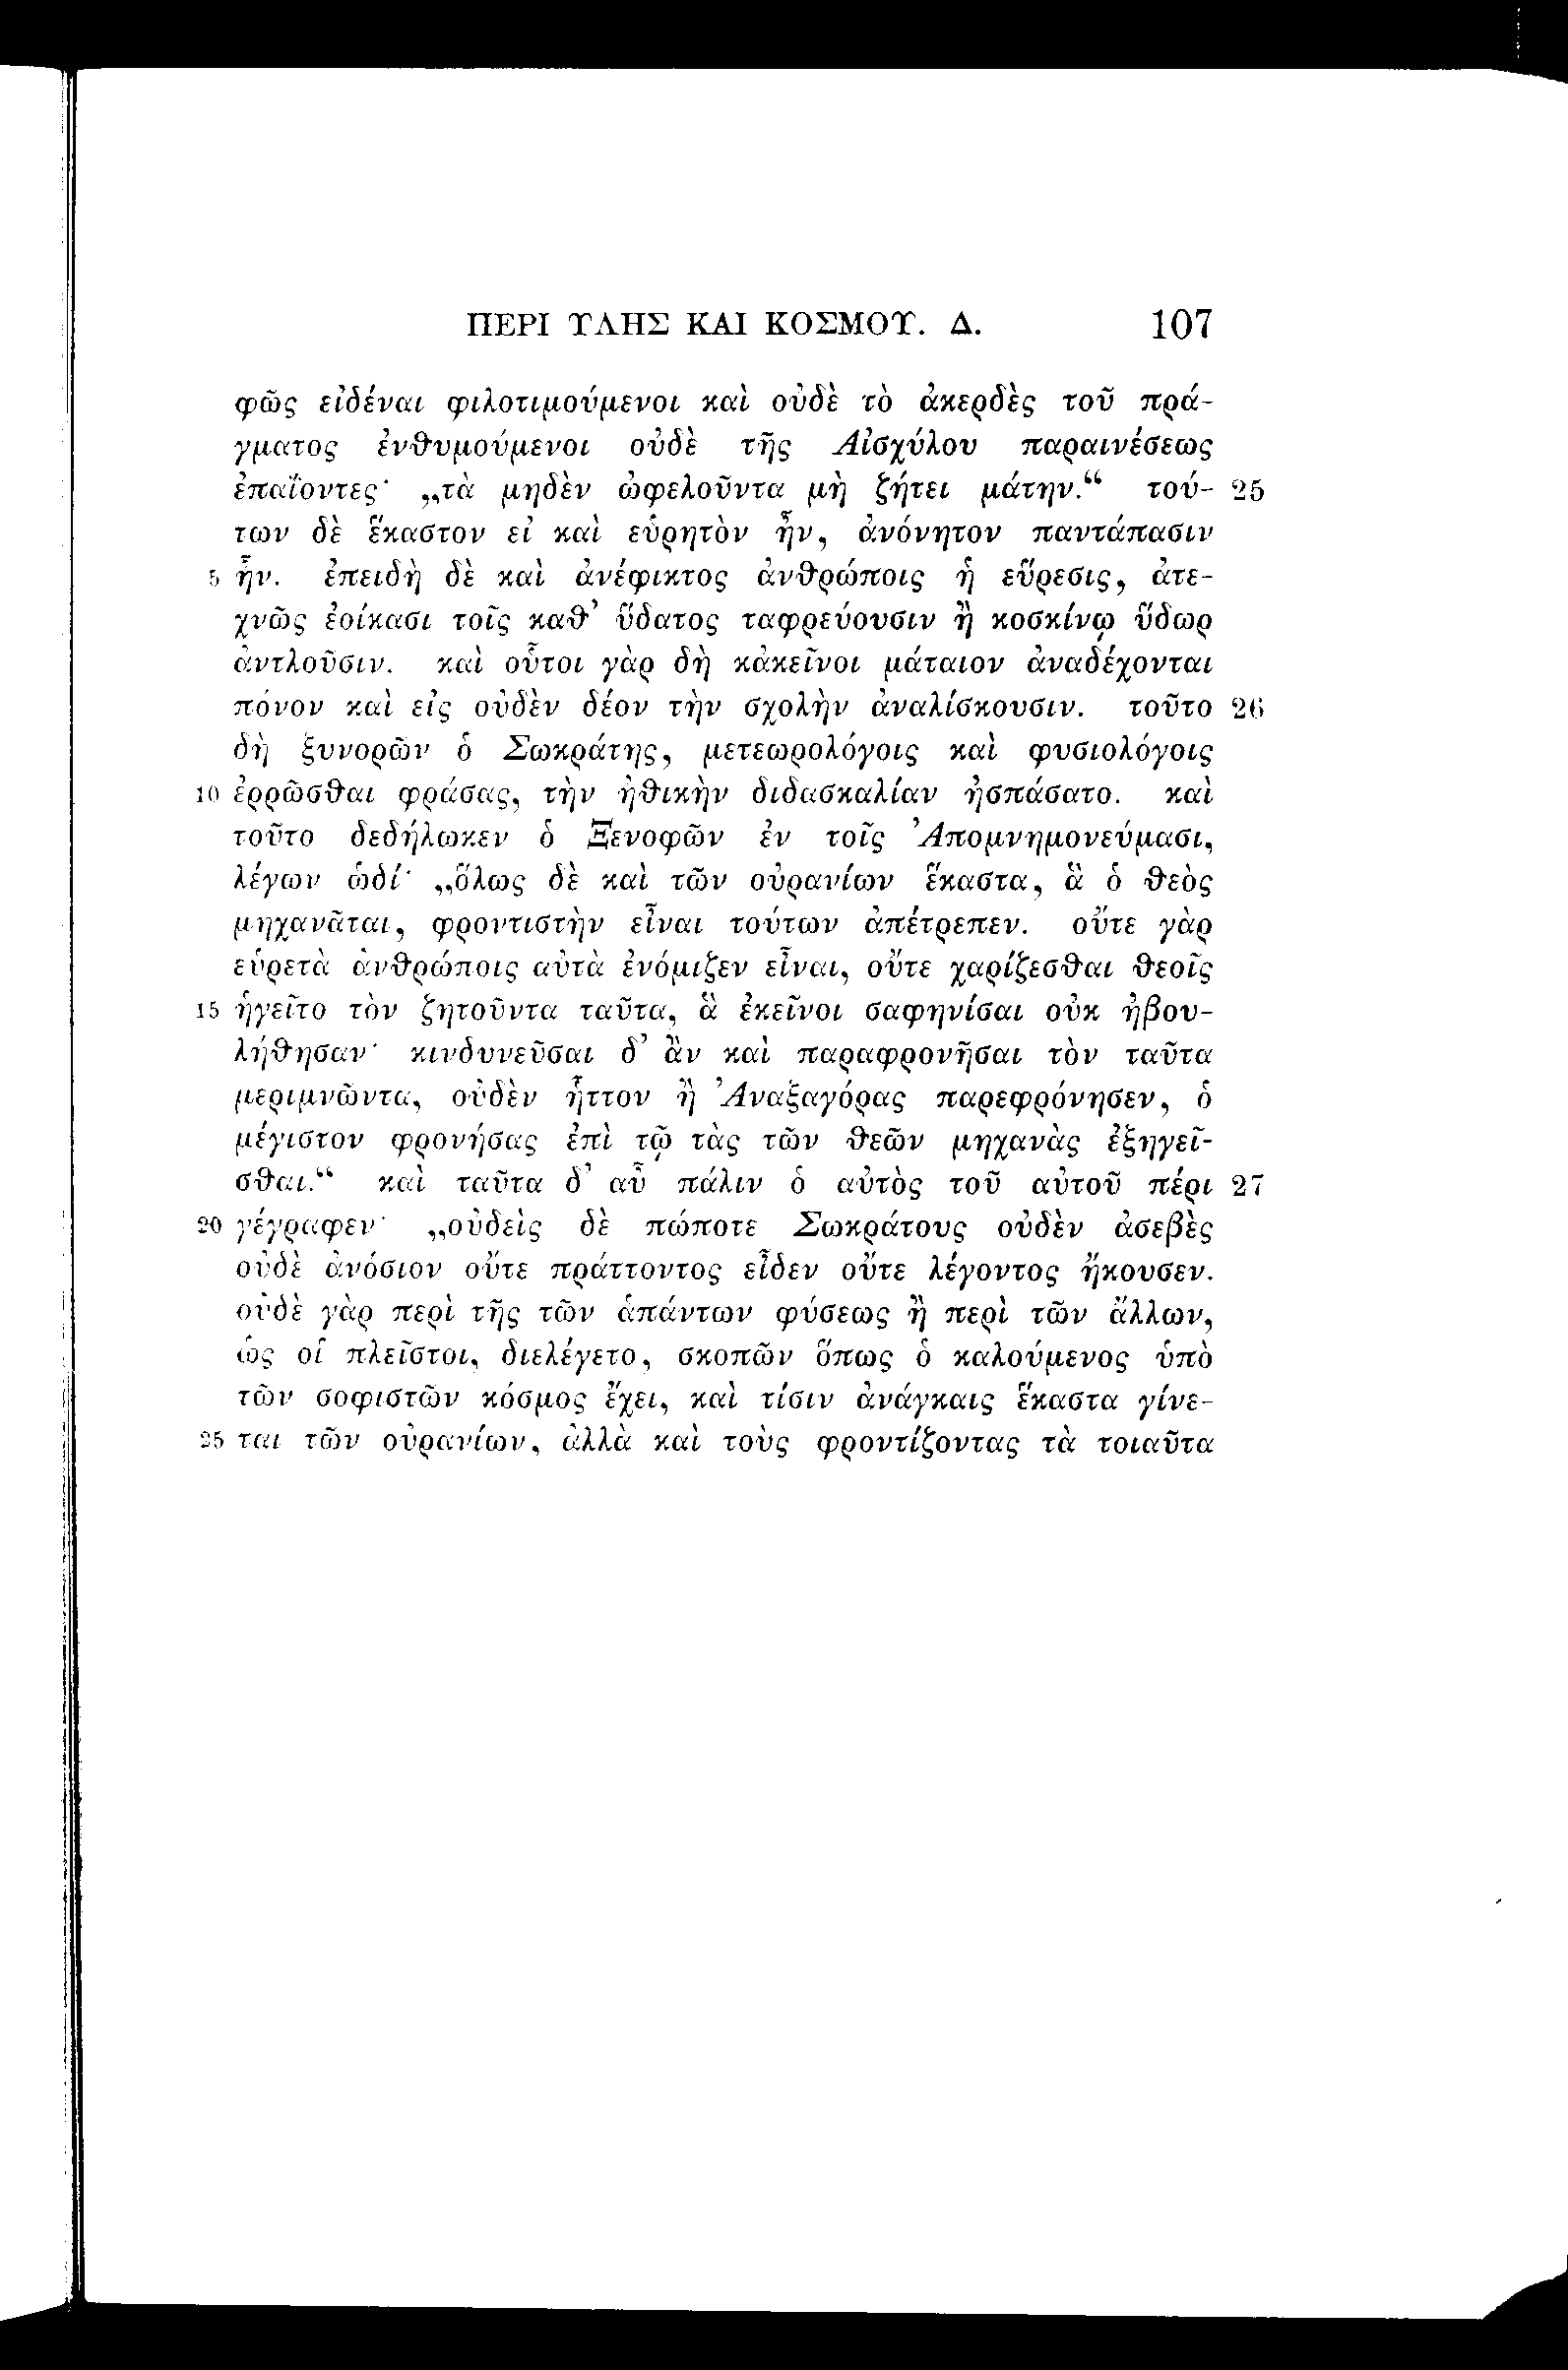 ΠΕΡΙ ΥΛΗΣ ΚΑΙ ΚΟΣΜΟΥ. Δ. 107
φῶς εἰδέναι φιλοτιμούμενοι καὶ οὐδὲ τὸ ἀκερδὲς τοῦ πρά-
γματος ἐνθυμούμενοι οὐδὲ τῆς Αἰσχύλου παραινέσεως
ἐπαΐοντες· „τὰ μηδὲν ὠφελοῦντα μὴ ζήτει μάτην.“ τού- 25
των δὲ ἕκαστον εἰ καὶ εὑρητὸν ἦν, ἀνόνητον παντάπασιν
5 ἦν. ἐπειδὴ δὲ καὶ ἀνέφικτος ἀνθρώποις ἡ εὕρεσις, ἀτε-
χνῶς ἐοίκασι τοῖς καθ’ ὕδατος ταφρεύουσιν ἢ κοσκίνῳ ὕδωρ
ἀντλοῦσιν. καὶ οὗτοι γὰρ δὴ κἀκεῖνοι μάταιον ἀναδέχονται
πόνον καὶ εἰς οὐδὲν δέον τὴν σχολὴν ἀναλίσκουσιν. τοῦτο 26
δὴ ξυνορῶν ὁ Σωκράτης, μετεωρολόγοις καὶ φυσιολόγοις
10 ἐρρῶσθαι φράσας, τὴν ἠθικὴν διδασκαλίαν ἠσπάσατο. καὶ
τοῦτο δεδήλωκεν ὁ Ξενοφῶν ἐν τοῖς Ἀπομνημονεύμασι,
λέγων ὡδί· „ὅλως δὲ καὶ τῶν οὐρανίων ἕκαστα, ἃ ὁ θεὸς
μηχανᾶται, φροντιστὴν εἶναι τούτων ἀπέτρεπεν. οὔτε γὰρ
εὑρετὰ ἀνθρώποις αὐτὰ ἐνόμιζεν εἶναι, οὔτε χαρίζεσθαι θεοῖς
15 ἡγεῖτο τὸν ζητοῦντα ταῦτα, ἃ ἐκεῖνοι σαφηνίσαι οὐκ ἠβου-
λήθησαν· κινδυνεῦσαι δ’ ἂν καὶ παραφρονῆσαι τὸν ταῦτα
μεριμνῶντα, οὐδὲν ἧττον ἢ Ἀναξαγόρας παρεφρόνησεν, ὁ
μέγιστον φρονήσας ἐπὶ τῷ τὰς τῶν θεῶν μηχανὰς ἐξηγεῖ-
σθαι.“ καὶ ταῦτα δ’ αὖ πάλιν ὁ αὐτὸς τοῦ αὐτοῦ πέρι 27
20 γέγραφεν· „οὐδεὶς δὲ πώποτε Σωκράτους οὐδὲν ἀσεβὲς
οὐδὲ ἀνόσιον οὔτε πράττοντος εἶδεν οὔτε λέγοντος ἤκουσεν.
οὐδὲ γὰρ περὶ τῆς τῶν ἁπάντων φύσεως ἢ περὶ τῶν ἄλλων,
ὡς οἱ πλεῖστοι, διελέγετο, σκοπῶν ὅπως ὁ καλούμενος ὑπὸ
τῶν σοφιστῶν κόσμος ἔχει, καὶ τίσιν ἀνάγκαις ἕκαστα γίνε-
25 ται τῶν οὐρανίων, ἀλλὰ καὶ τοὺς φροντίζοντας τὰ τοιαῦτα